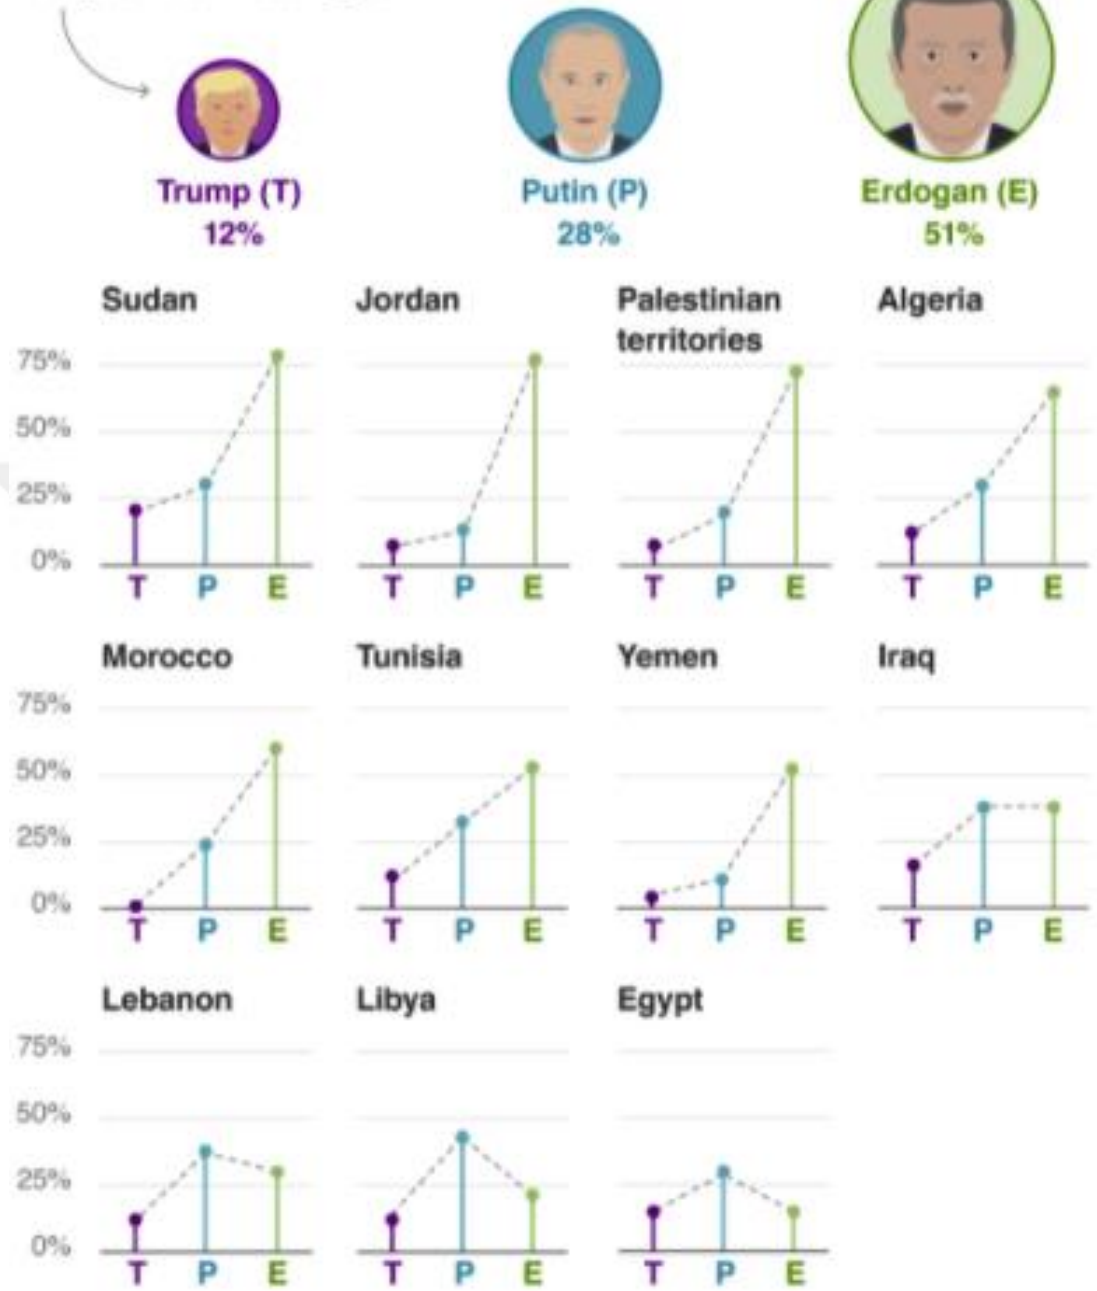 Trump (T) Putin (P) Erdogan (E)
12% 28% 51%
Sudan Jordan Palestinian territories Algeria
75%
50%
25%
0%
T P E T P E T P E T P E
Morocco Tunisia Yemen Iraq
75%
50%
25%
0%
T P E T P E T P E T P E
Lebanon Libya Egypt
75%
50%
25%
0%
T P E T P E T P E